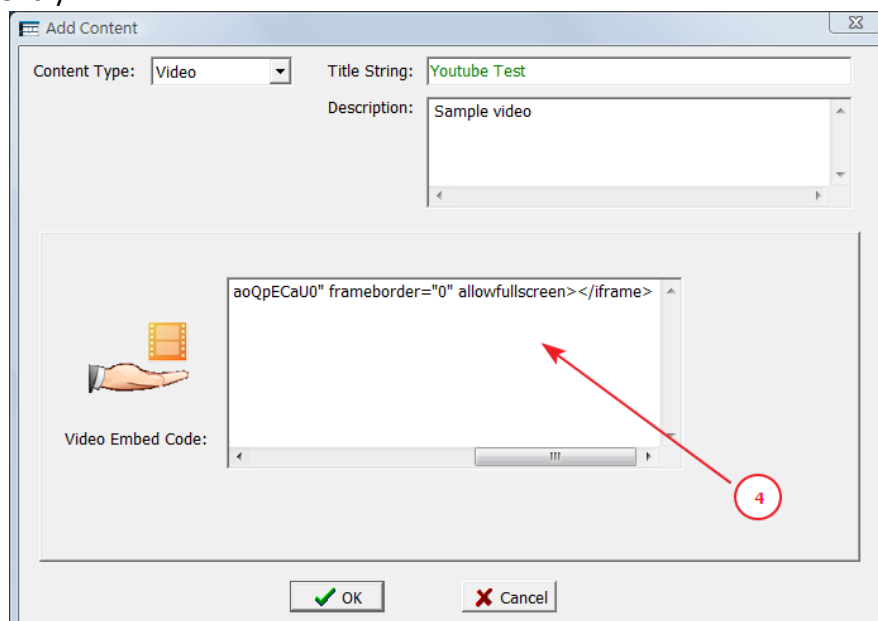 Add Content
Content Type: Video Title String: Youtube Test
Description: Sample video
aoQpECaU0" frameborder="0" allowfullscreen></iframe>
Video Embed Code:
4
OK Cancel